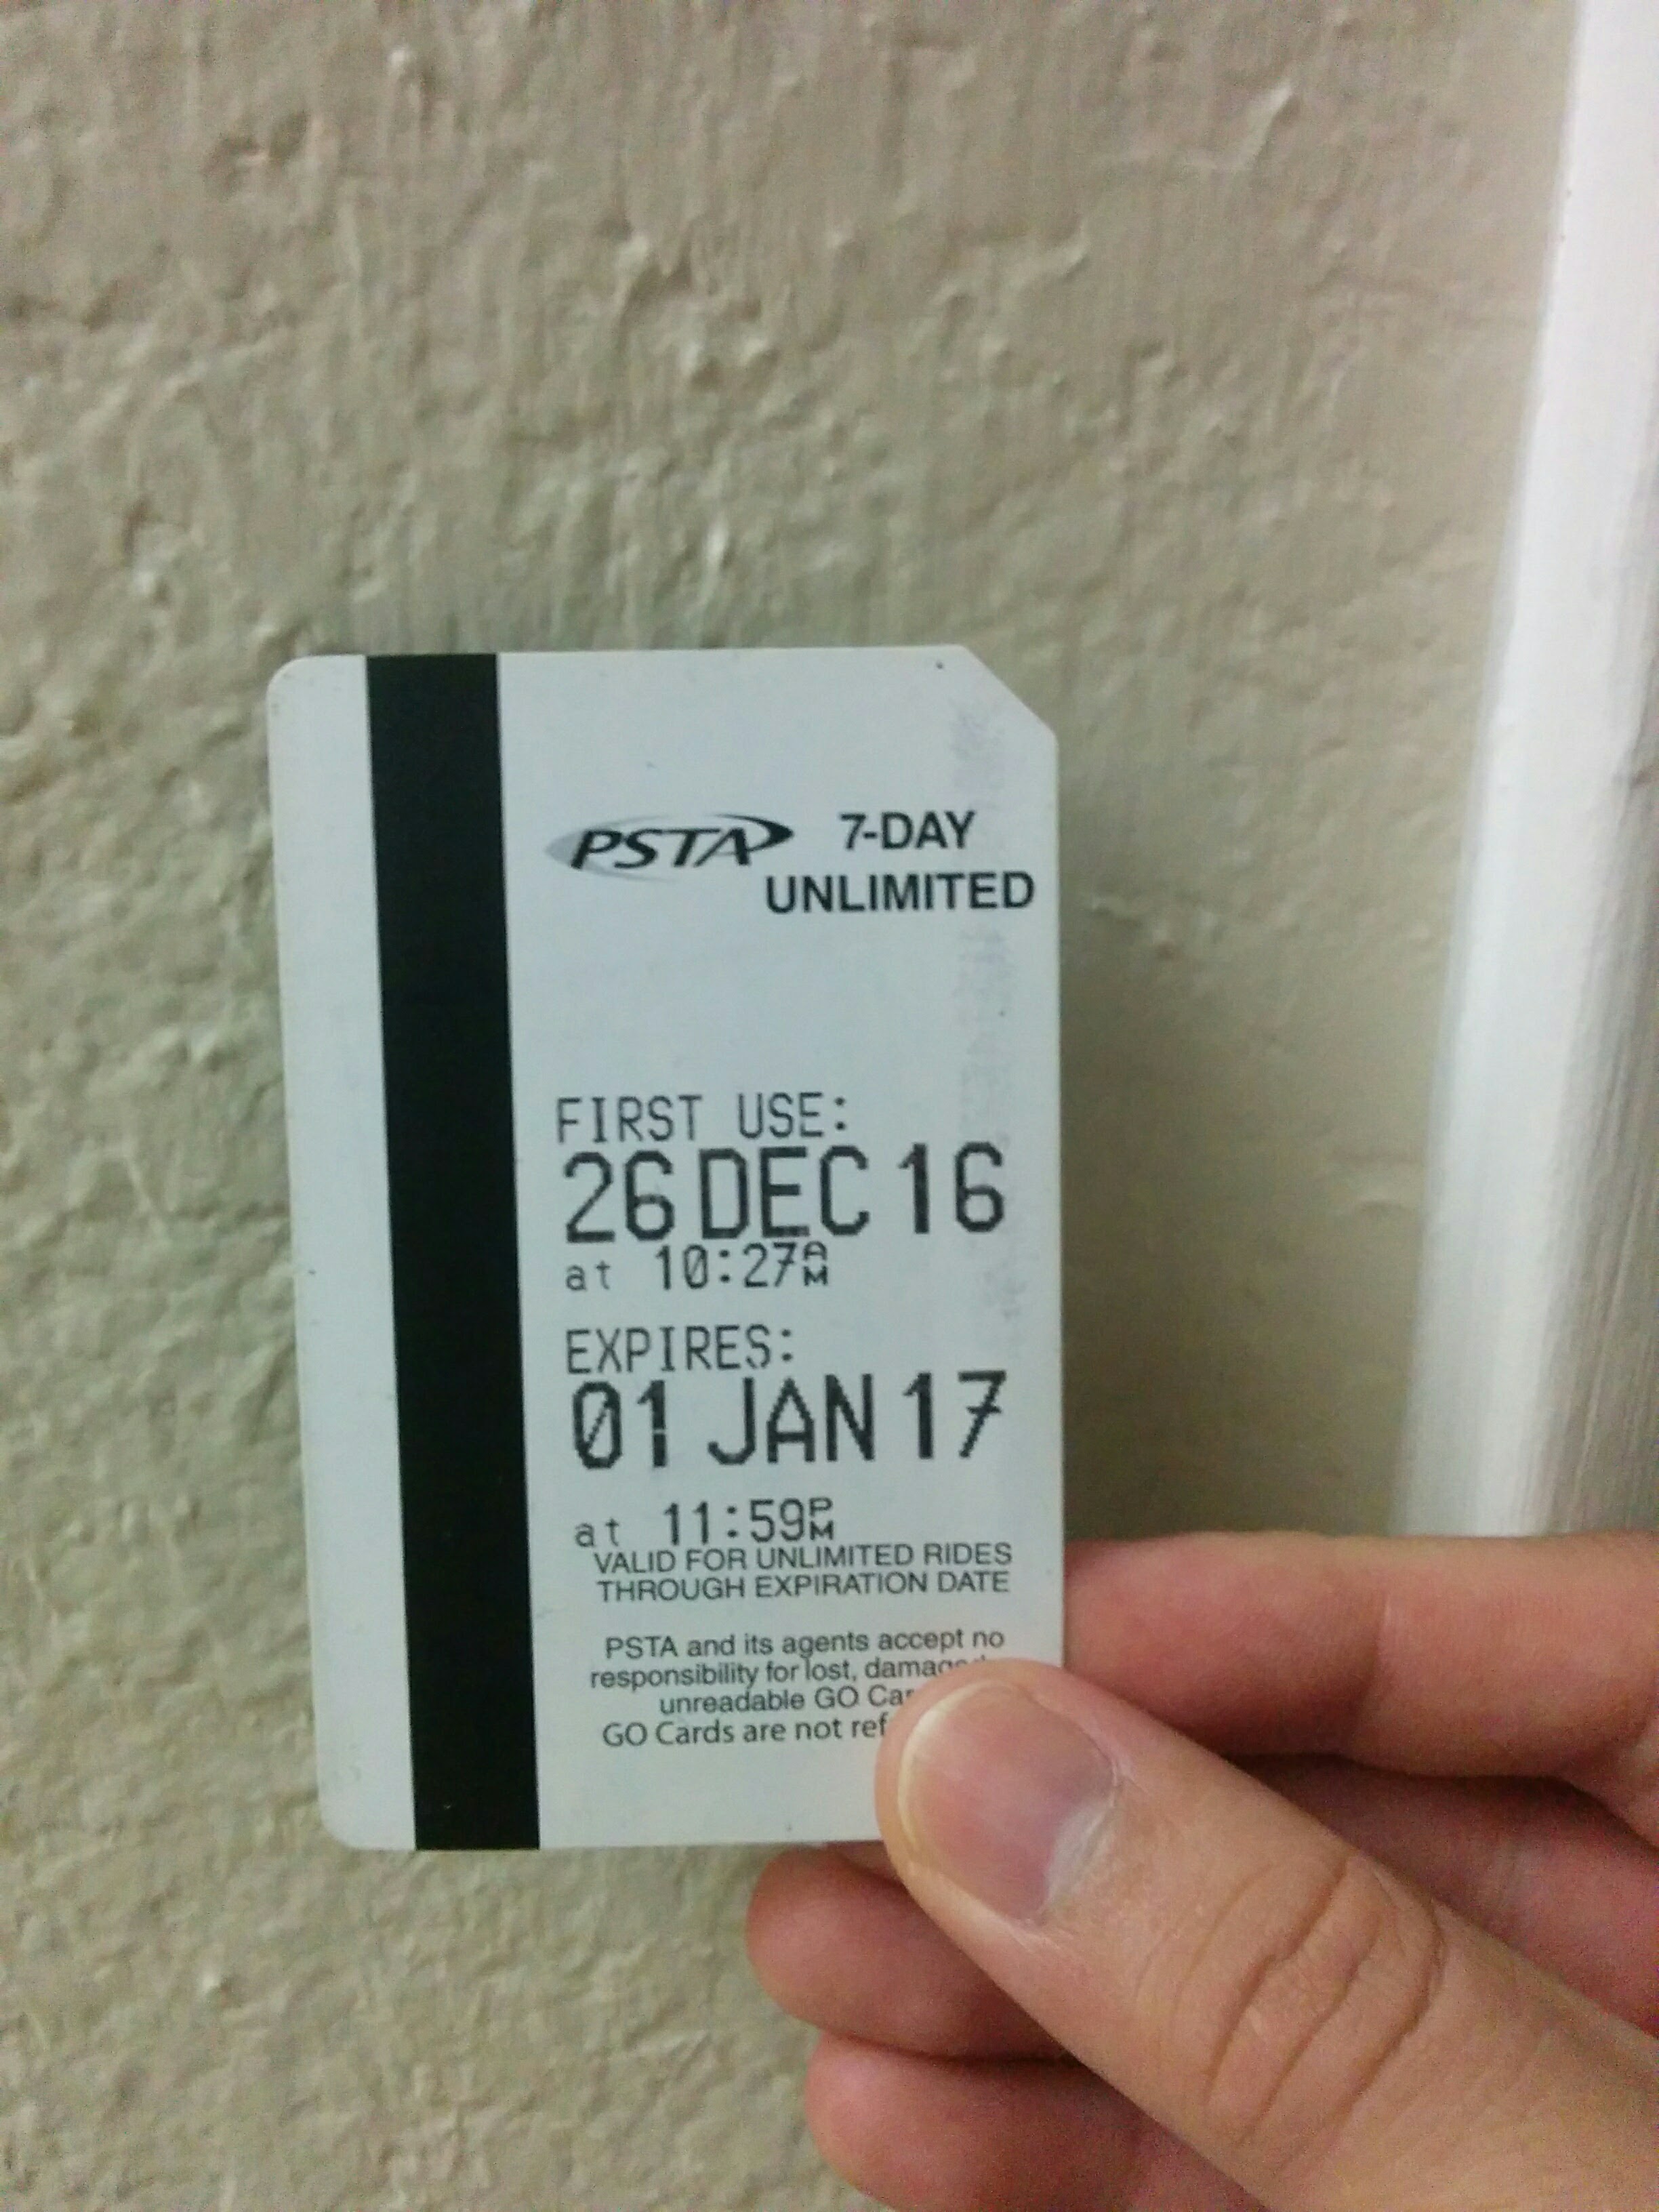 PSTA 7-DAY
UNLIMITED
FIRST USE:
26 DEC 16
at 10:27AM
EXPIRES:
01 JAN 17
at 11:59PM
VALID FOR UNLIMITED RIDES
THROUGH EXPIRATION DATE
PSTA and its agents accept no
responsibility for lost,
unreadable GO
GO Cards are not